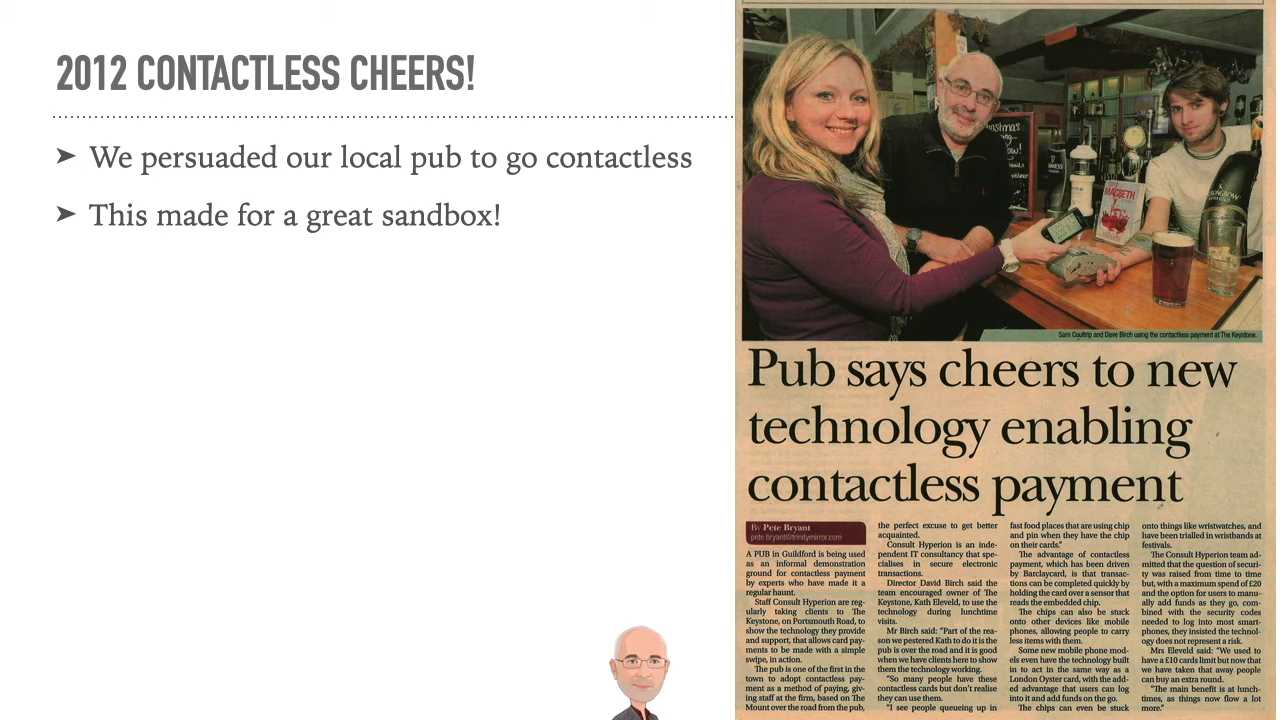 2012 CONTACTLESS CHEERS!
➤ We persuaded our local pub to go contactless
➤ This made for a great sandbox!
MACBETH
GUINNESS
STRONGBOW
Sam Coultrip and Dave Birch using the contactless payment at The Keystone.
Pub says cheers to new
technology enabling
contactless payment
By Pete Bryant
pete.bryant@trinitymirror.com
A PUB in Guildford is being used
as an informal demonstration
ground for contactless payment
by experts who have made it a
regular haunt.
Staff Consult Hyperion are reg-
ularly taking clients to The
Keystone, on Portsmouth Road, to
show the technology they provide
and support, that allows card pay-
ments to be made with a simple
swipe, in action.
The pub is one of the first in the
town to adopt contactless pay-
ment as a method of paying, giv-
ing staff at the firm, based on The
Mount over the road from the pub,
the perfect excuse to get better
acquainted.
Consult Hyperion is an inde-
pendent IT consultancy that spe-
cialises in secure electronic
transactions.
Director David Birch said the
team encouraged owner of The
Keystone, Kath Eleveld, to use the
technology during lunchtime
visits.
Mr Birch said: “Part of the rea-
son we pestered Kath to do it is the
pub is over the road and it is good
when we have clients here to show
them the technology working.
“So many people have these
contactless cards but don’t realise
they can use them.
“I see people queueing up in
fast food places that are using chip
and pin when they have the chip
on their cards.”
The advantage of contactless
payment, which has been driven
by Barclaycard, is that transac-
tions can be completed quickly by
holding the card over a sensor that
reads the embedded chip.
The chips can also be stuck
onto other devices like mobile
phones, allowing people to carry
less items with them.
Some new mobile phone mod-
els even have the technology built
in to act in the same way as a
London Oyster card, with the add-
ed advantage that users can log
into it and add funds on the go.
The chips can even be stuck
onto things like wristwatches, and
have been trialled in wristbands at
festivals.
The Consult Hyperion team ad-
mitted that the question of securi-
ty was raised from time to time
but, with a maximum spend of £20
and the option for users to manu-
ally add funds as they go, com-
bined with the security codes
needed to log into most smart-
phones, they insisted the technol-
ogy does not represent a risk.
Mrs Eleveld said: “We used to
have a £10 cards limit but now that
we have taken that away people
can buy an extra round.
“The main benefit is at lunch-
times, as things now flow a lot
more.”